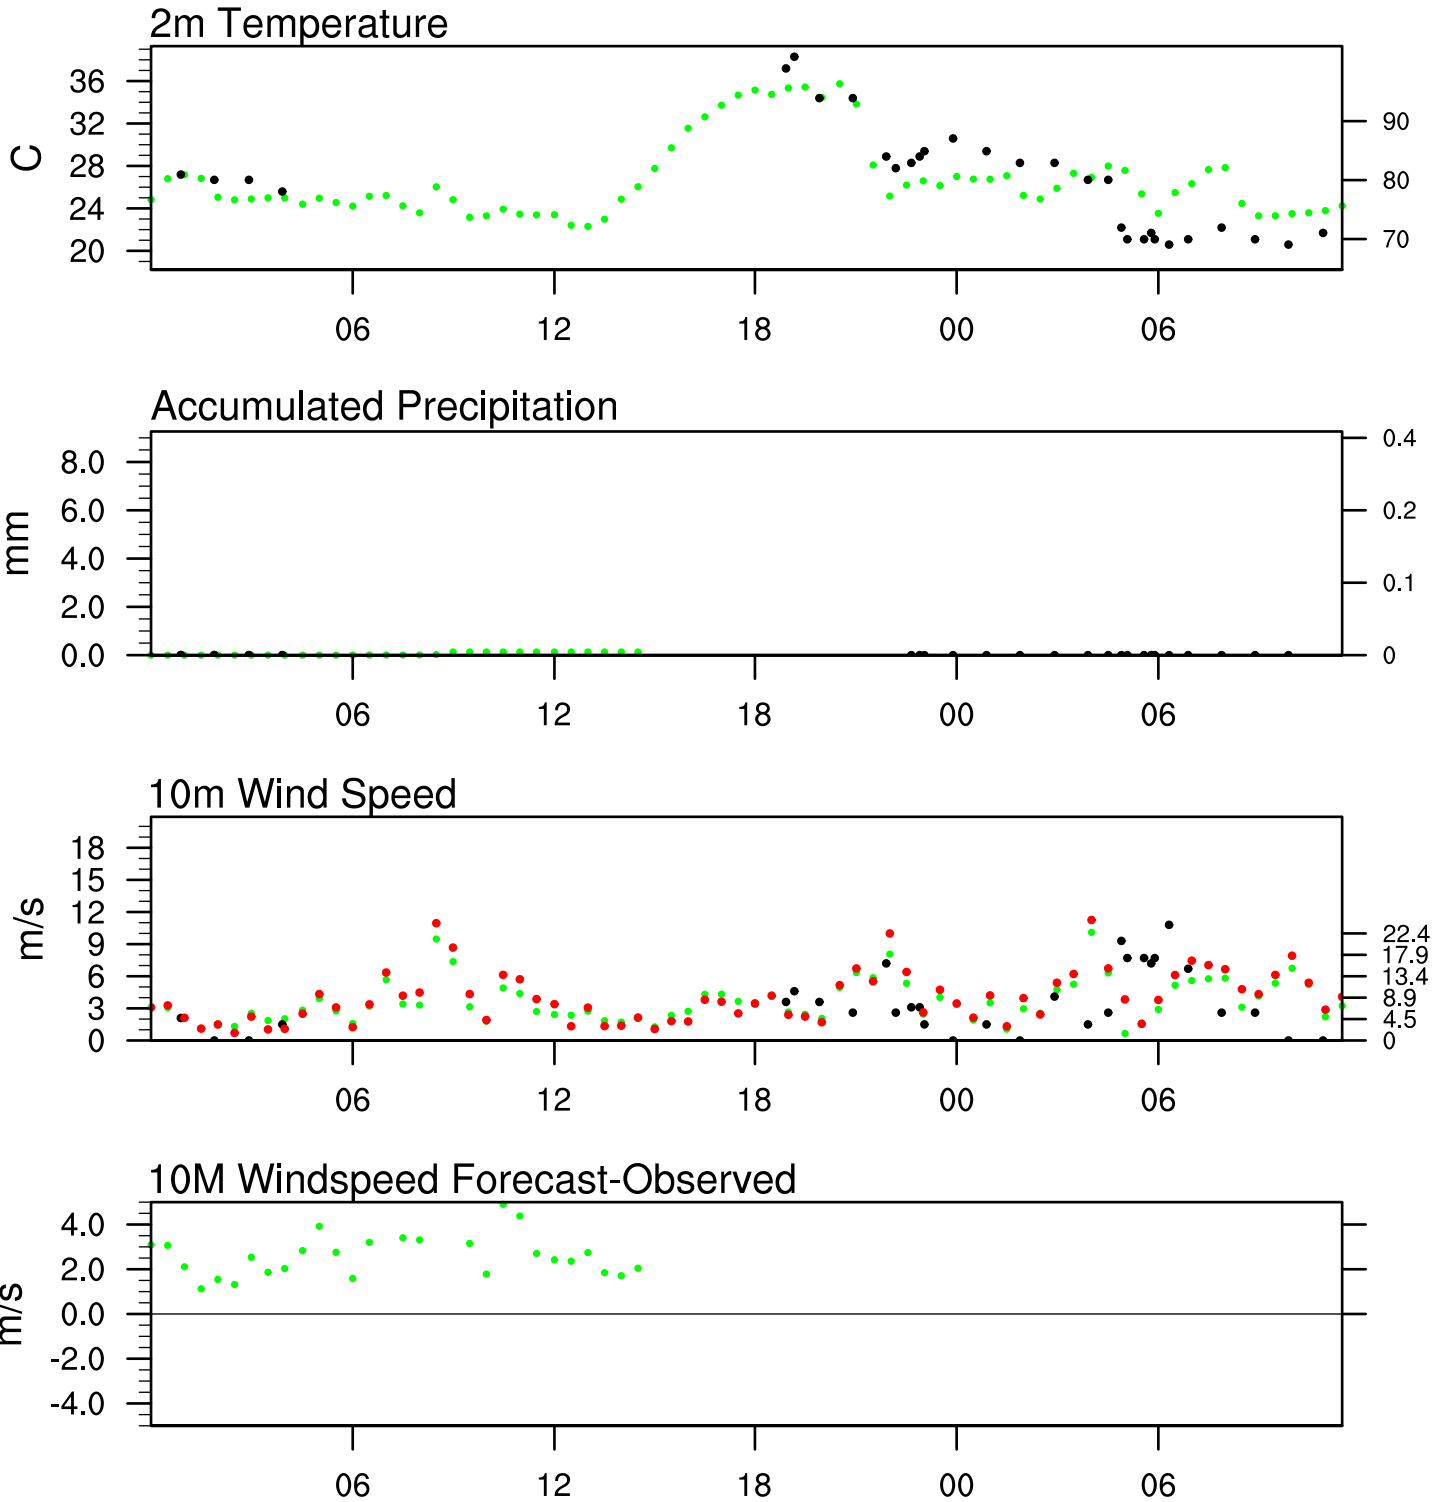 2m Temperature
36
32
28
24
20
C
90
80
70
06 12 18 00 06
Accumulated Precipitation
8.0
6.0
4.0
2.0
0.0
mm
0.4
0.2
0.1
0
06 12 18 00 06
10m Wind Speed
18
15
12
9
6
3
0
m/s
22.4
17.9
13.4
8.9
4.5
0
06 12 18 00 06
10M Windspeed Forecast-Observed
4.0
2.0
0.0
-2.0
-4.0
m/s
06 12 18 00 06